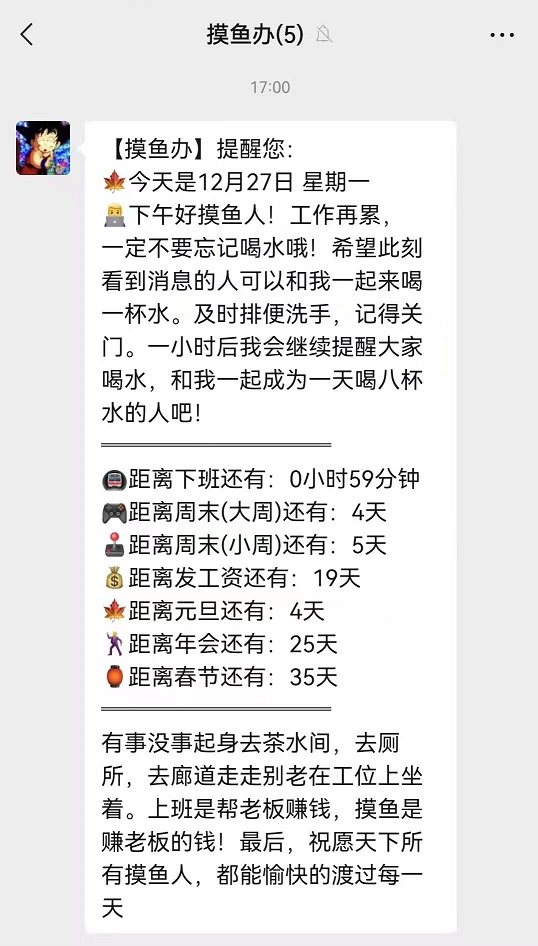 摸鱼办(5)
17:00
【摸鱼办】提醒您:
🍁今天是12月27日 星期一
👨‍💻下午好摸鱼人！工作再累，
一定不要忘记喝水哦！希望此刻
看到消息的人可以和我一起来喝
一杯水。及时排便洗手，记得关
门。一小时后我会继续提醒大家
喝水，和我一起成为一天喝八杯
水的人吧！
════════════
🚇距离下班还有：0小时59分钟
🎮距离周末(大周)还有：4天
🕹️距离周末(小周)还有：5天
💰距离发工资还有：19天
🍁距离元旦还有：4天
🕺距离年会还有：25天
🏮距离春节还有：35天
════════════
有事没事起身去茶水间，去厕
所，去廊道走走别老在工位上坐
着。上班是帮老板赚钱，摸鱼是
赚老板的钱！最后，祝愿天下所
有摸鱼人，都能愉快的渡过每一
天